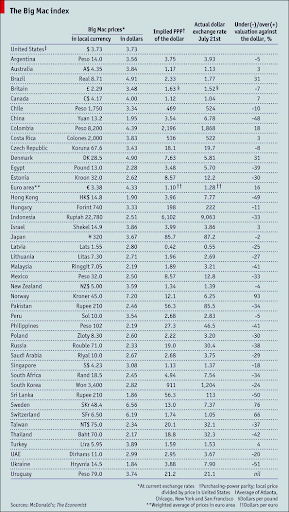 The Big Mac index
Big Mac prices* Implied PPP† of the dollar Actual dollar exchange rate July 21st Under(-)/over(+) valuation against the dollar, %
in local currency in dollars
United States‡ $ 3.73 3.73
Argentina Peso 14.0 3.56 3.75 3.93 -5
Australia A$ 4.35 3.84 1.17 1.13 3
Brazil Real 8.71 4.91 2.33 1.77 31
Britain £ 2.29 3.48 1.63§ 1.52§ -7
Canada C$ 4.17 4.00 1.12 1.04 7
Chile Peso 1,750 3.34 469 524 -10
China Yuan 13.2 1.95 3.54 6.78 -48
Colombia Peso 8,200 4.39 2,196 1,868 18
Costa Rica Colones 2,000 3.83 536 522 3
Czech Republic Koruna 67.6 3.43 18.1 19.7 -8
Denmark DK 28.5 4.90 7.63 5.81 31
Egypt Pound 13.0 2.28 3.48 5.70 -39
Estonia Kroon 32.0 2.62 8.57 12.2 -30
Euro area** € 3.38 4.33 1.10†† 1.28†† 16
Hong Kong HK$ 14.8 1.90 3.96 7.77 -49
Hungary Forint 740 3.33 198 222 -11
Indonesia Rupiah 22,780 2.51 6,102 9,063 -33
Israel Shekel 14.9 3.86 3.99 3.86 3
Japan ¥ 320 3.67 85.7 87.2 -2
Latvia Lats 1.55 2.80 0.42 0.55 -25
Lithuania Litas 7.30 2.71 1.96 2.69 -27
Malaysia Ringgit 7.05 2.19 1.89 3.21 -41
Mexico Peso 32.0 2.50 8.57 12.8 -33
New Zealand NZ$ 5.00 3.59 1.34 1.39 -4
Norway Kroner 45.0 7.20 12.1 6.25 93
Pakistan Rupee 210 2.46 56.3 85.5 -34
Peru Sol 10.0 3.54 2.68 2.83 -5
Philippines Peso 102 2.19 27.3 46.5 -41
Poland Zloty 8.30 2.60 2.22 3.20 -30
Russia Rouble 71.0 2.33 19.0 30.4 -38
Saudi Arabia Riyal 10.0 2.67 2.68 3.75 -29
Singapore S$ 4.23 3.08 1.13 1.37 -18
South Africa Rand 18.5 2.45 4.94 7.54 -34
South Korea Won 3,400 2.82 911 1,204 -24
Sri Lanka Rupee 210 1.86 56.3 113 -50
Sweden SKr 48.4 6.56 13.0 7.37 76
Switzerland SFr 6.50 6.19 1.74 1.05 66
Taiwan NT$ 75.0 2.34 20.1 32.1 -37
Thailand Baht 70.0 2.17 18.8 32.3 -42
Turkey Lira 5.95 3.89 1.59 1.53 4
UAE Dirhams 11.0 2.99 2.95 3.67 -20
Ukraine Hryvnia 14.5 1.84 3.88 7.90 -51
Uruguay Peso 79.0 3.74 21.2 21.1 nil
*At current exchange rates †Purchasing-power parity; local price
divided by price in United States ‡Average of Atlanta,
Chicago, New York and San Francisco §Dollars per pound
Sources: McDonald's; The Economist **Weighted average of prices in euro area ††Dollars per euro